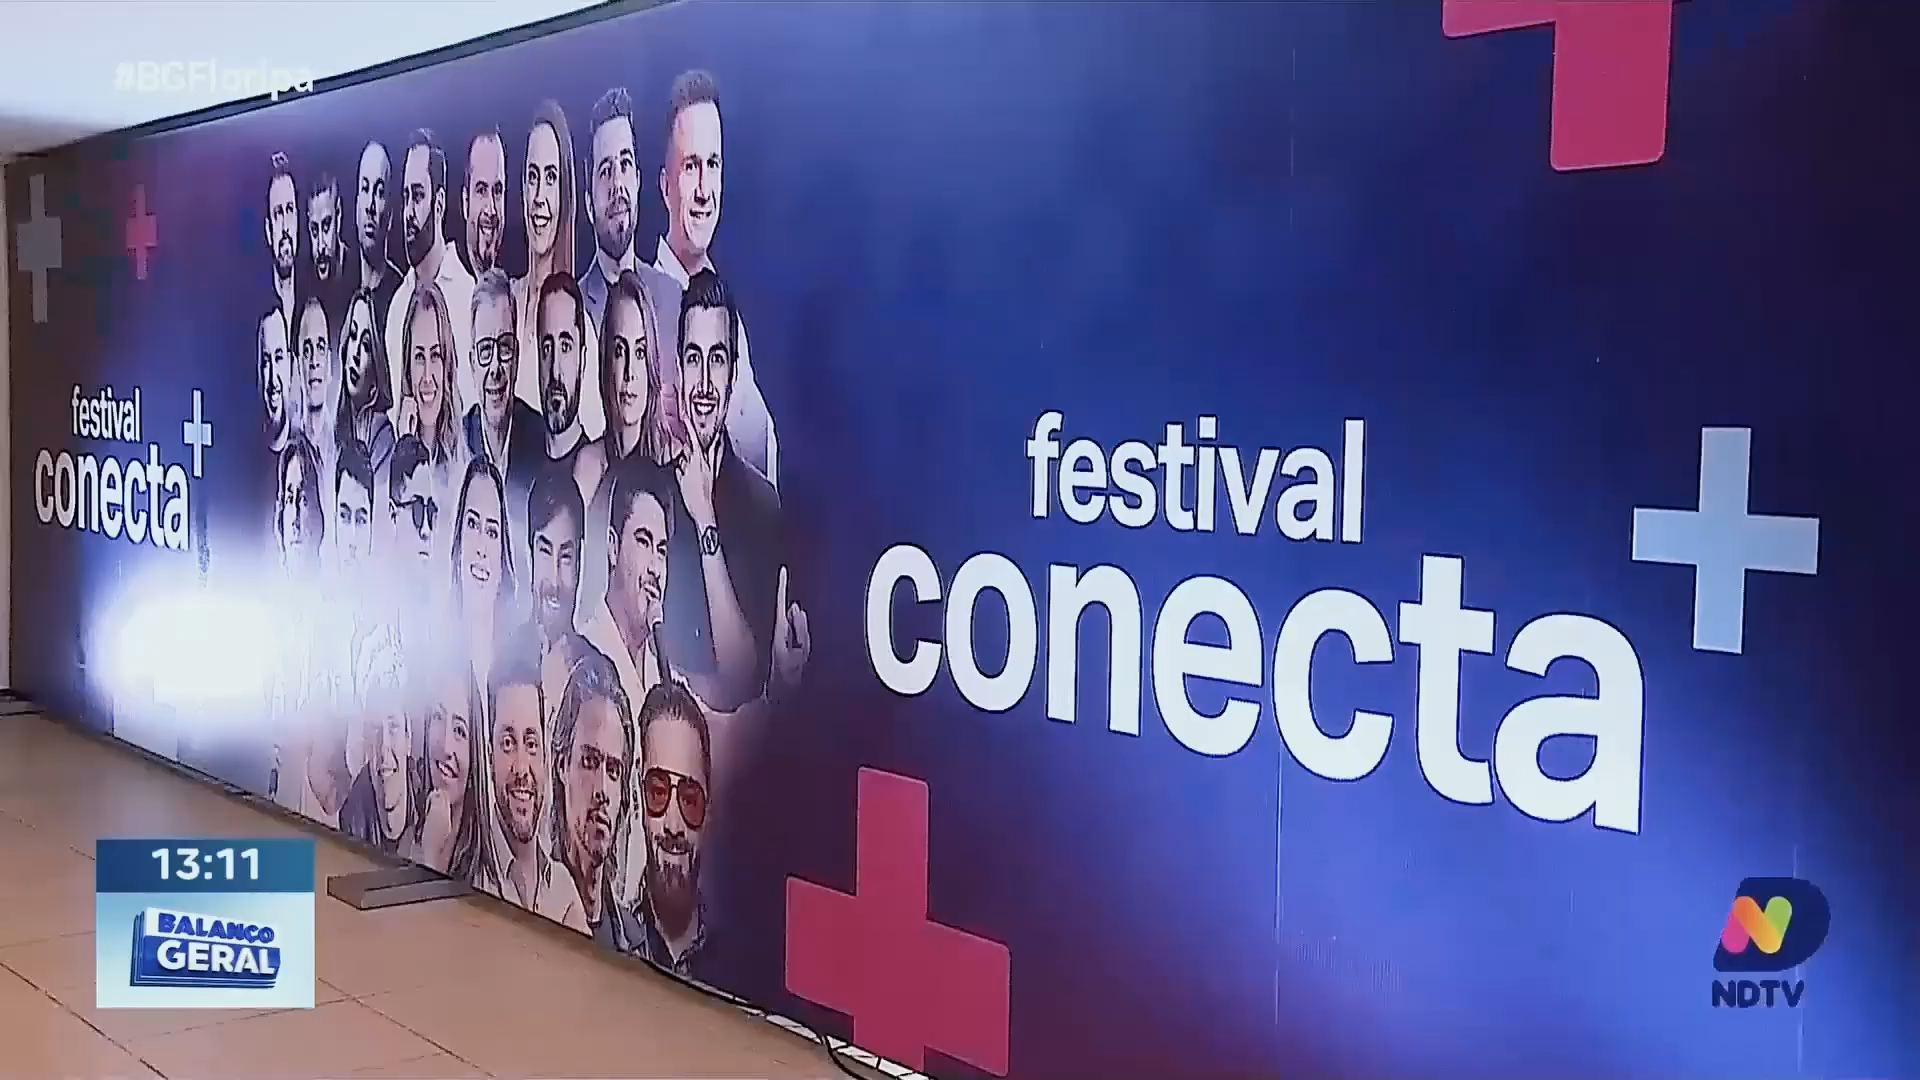 #BGFloripa
festival
conecta+
festival
conecta+
13:11
BALANÇO
GERAL
NDTV